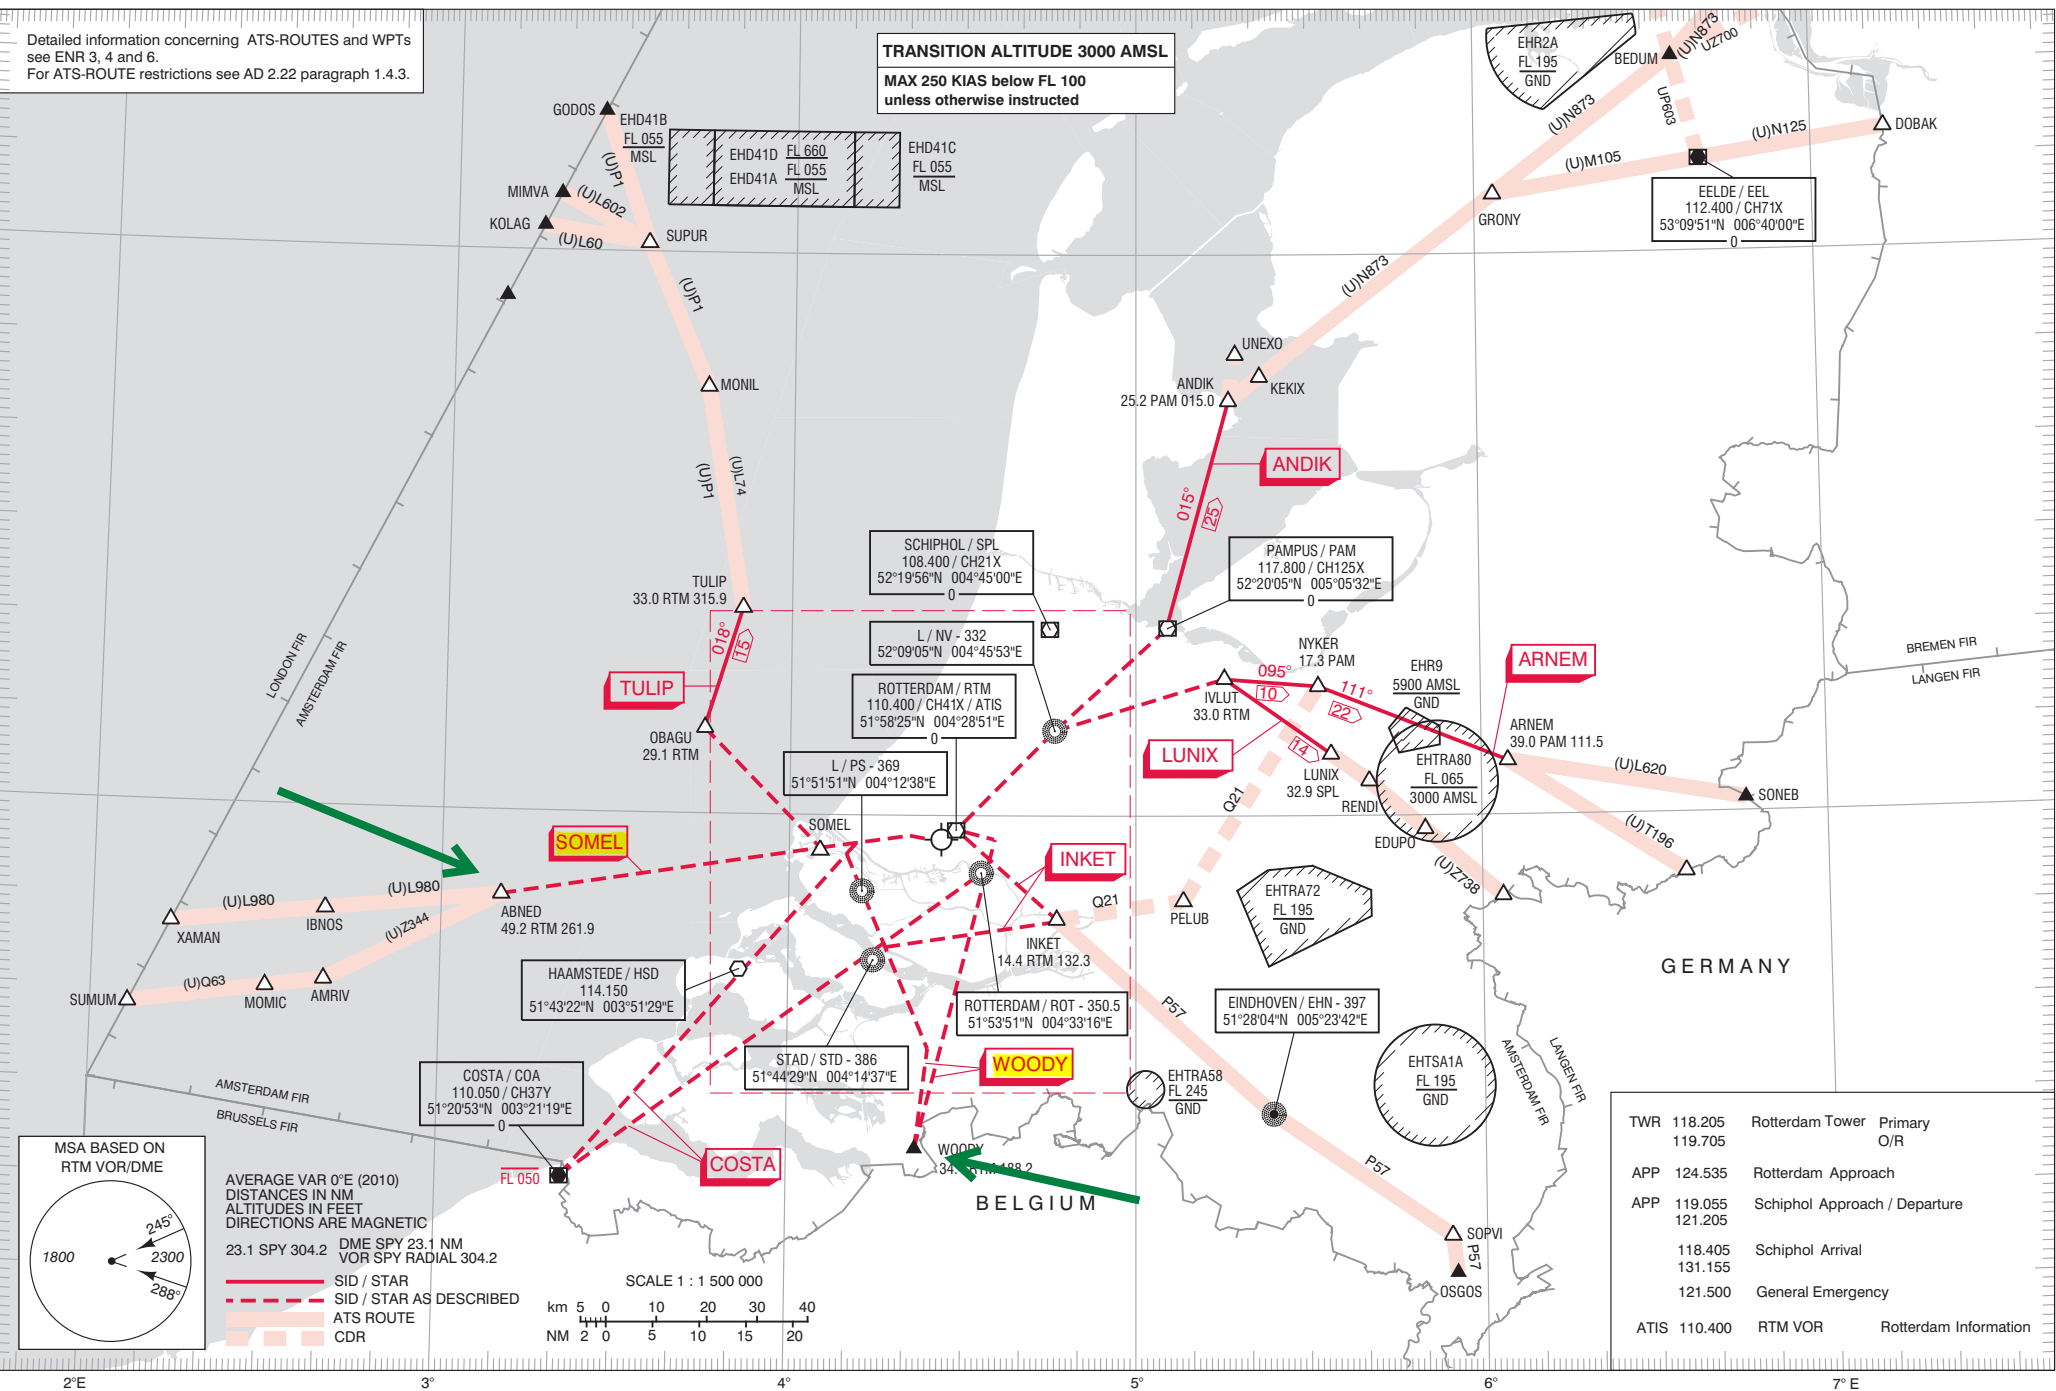 Detailed information concerning ATS-ROUTES and WPTs
see ENR 3, 4 and 6.
For ATS-ROUTE restrictions see AD 2.22 paragraph 1.4.3.
TRANSITION ALTITUDE 3000 AMSL
MAX 250 KIAS below FL 100
unless otherwise instructed
EHR2A
FL 195
GND
BEDUM
(U)N873
UZ700
UP603
(U)N873
(U)N125
DOBAK
(U)M105
GRONY
EELDE / EEL
112.400 / CH71X
53°09'51"N 006°40'00"E
0
GODOS
EHD41B
FL 055
MSL
EHD41D FL 660
EHD41A FL 055
MSL
EHD41C
FL 055
MSL
(U)P1
MIMVA
(U)L602
KOLAG
(U)L60
SUPUR
(U)P1
(U)N873
MONIL
UNEXO
KEKIX
ANDIK
25.2 PAM 015.0
(U)P1
(U)L74
ANDIK
015°
25
SCHIPHOL / SPL
108.400 / CH21X
52°19'56"N 004°45'00"E
0
PAMPUS / PAM
117.800 / CH125X
52°20'05"N 005°05'32"E
0
TULIP
33.0 RTM 315.9
018°
15
TULIP
OBAGU
29.1 RTM
L / NV - 332
52°09'05"N 004°45'53"E
ROTTERDAM / RTM
110.400 / CH41X / ATIS
51°58'25"N 004°28'51"E
0
L / PS - 369
51°51'51"N 004°12'38"E
LONDON FIR
AMSTERDAM FIR
NYKER
17.3 PAM
095°
10
IVLUT
33.0 RTM
111°
22
EHR9
5900 AMSL
GND
ARNEM
ARNEM
39.0 PAM 111.5
BREMEN FIR
LANGEN FIR
LUNIX
14
LUNIX
32.9 SPL
RENDI
EHTRA80
FL 065
3000 AMSL
EDUPO
(U)L620
SONEB
(U)T196
(U)Z738
Q21
SOMEL
SOMEL
INKET
Q21
PELUB
EHTRA72
FL 195
GND
(U)L980
(U)L980
XAMAN
IBNOS
ABNED
49.2 RTM 261.9
(U)Z344
(U)Q63
SUMUM
MOMIC
AMRIV
INKET
14.4 RTM 132.3
HAAMSTEDE / HSD
114.150
51°43'22"N 003°51'29"E
ROTTERDAM / ROT - 350.5
51°53'51"N 004°33'16"E
EINDHOVEN / EHN - 397
51°28'04"N 005°23'42"E
P57
GERMANY
STAD / STD - 386
51°44'29"N 004°14'37"E
WOODY
EHTRA58
FL 245
GND
EHTSA1A
FL 195
GND
AMSTERDAM FIR
LANGEN FIR
COSTA / COA
110.050 / CH37Y
51°20'53"N 003°21'19"E
0
AMSTERDAM FIR
BRUSSELS FIR
FL 050
COSTA
WOODY
RTM 188.2
BELGIUM
P57
SOPVI
P57
OSGOS
MSA BASED ON
RTM VOR/DME
245°
1800
2300
288°
AVERAGE VAR 0°E (2010)
DISTANCES IN NM
ALTITUDES IN FEET
DIRECTIONS ARE MAGNETIC
23.1 SPY 304.2 DME SPY 23.1 NM
VOR SPY RADIAL 304.2
SID / STAR
SID / STAR AS DESCRIBED
ATS ROUTE
CDR
SCALE 1 : 1 500 000
km 5 0 10 20 30 40
NM 2 0 5 10 15 20
TWR 118.205 Rotterdam Tower Primary
119.705 O/R
APP 124.535 Rotterdam Approach
APP 119.055 Schiphol Approach / Departure
121.205
118.405 Schiphol Arrival
131.155
121.500 General Emergency
ATIS 110.400 RTM VOR Rotterdam Information
2°E 3° 4° 5° 6° 7° E